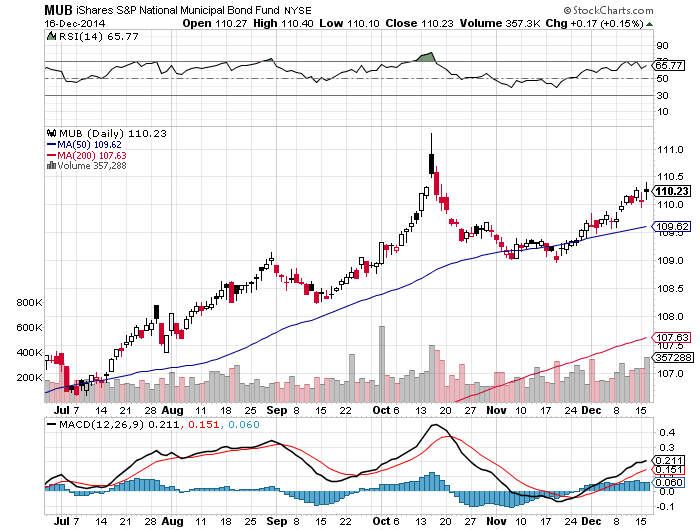 MUB iShares S&P National Municipal Bond Fund NYSE © StockCharts.com
16-Dec-2014 Open 110.27 High 110.40 Low 110.10 Close 110.23 Volume 357.3K Chg +0.17 (+0.15%)
RSI(14) 65.77
90
70
65.77
50
30
10
MUB (Daily) 110.23
MA(50) 109.62
MA(200) 107.63
Volume 357,288
111.0
110.5
110.23
110.0
109.62
109.5
109.0
108.5
108.0
107.63
107.5
357288
107.0
800K
600K
400K
200K
Jul 7 14 21 28 Aug 11 18 25 Sep 8 15 22 Oct 6 13 20 27 Nov 10 17 24 Dec 8 15
MACD(12,26,9) 0.211, 0.151, 0.060
0.4
0.3
0.211
0.151
0.060
0.0
-0.1
Jul 7 14 21 28 Aug 11 18 25 Sep 8 15 22 Oct 6 13 20 27 Nov 10 17 24 Dec 8 15